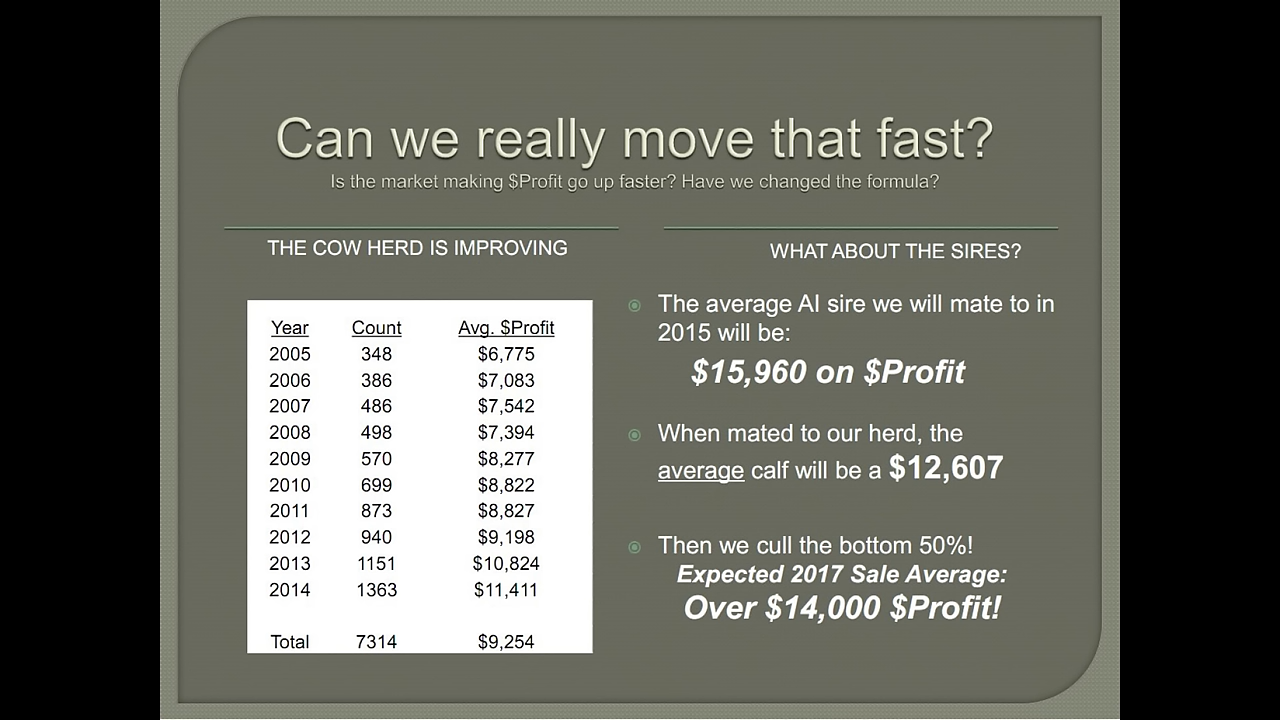 Can we really move that fast?
Is the market making $Profit go up faster? Have we changed the formula?
THE COW HERD IS IMPROVING
Year Count Avg. $Profit
2005 348 $6,775
2006 386 $7,083
2007 486 $7,542
2008 498 $7,394
2009 570 $8,277
2010 699 $8,822
2011 873 $8,827
2012 940 $9,198
2013 1151 $10,824
2014 1363 $11,411
Total 7314 $9,254
WHAT ABOUT THE SIRES?
The average AI sire we will mate to in
2015 will be:
$15,960 on $Profit
When mated to our herd, the
average calf will be a $12,607
Then we cull the bottom 50%!
Expected 2017 Sale Average:
Over $14,000 $Profit!